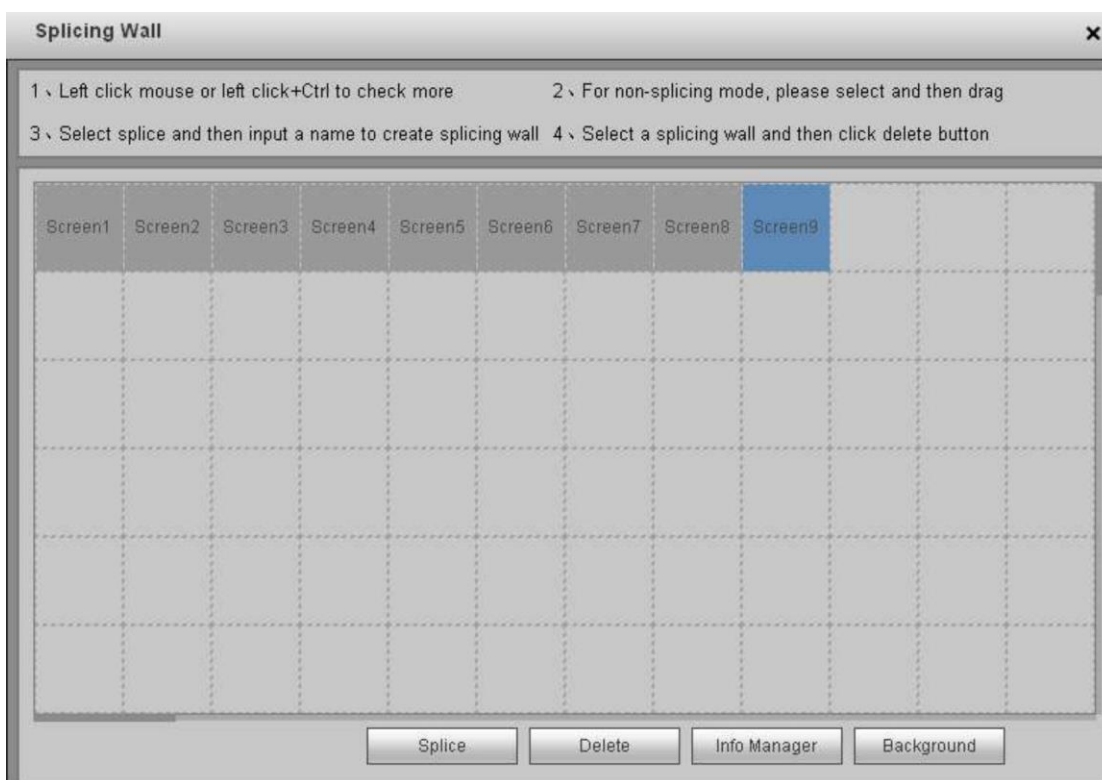 Splicing Wall
1、Left click mouse or left click+Ctrl to check more 2、For non-splicing mode, please select and then drag
3、Select splice and then input a name to create splicing wall 4、Select a splicing wall and then click delete button
Screen1 Screen2 Screen3 Screen4 Screen5 Screen6 Screen7 Screen8 Screen9
Splice Delete Info Manager Background